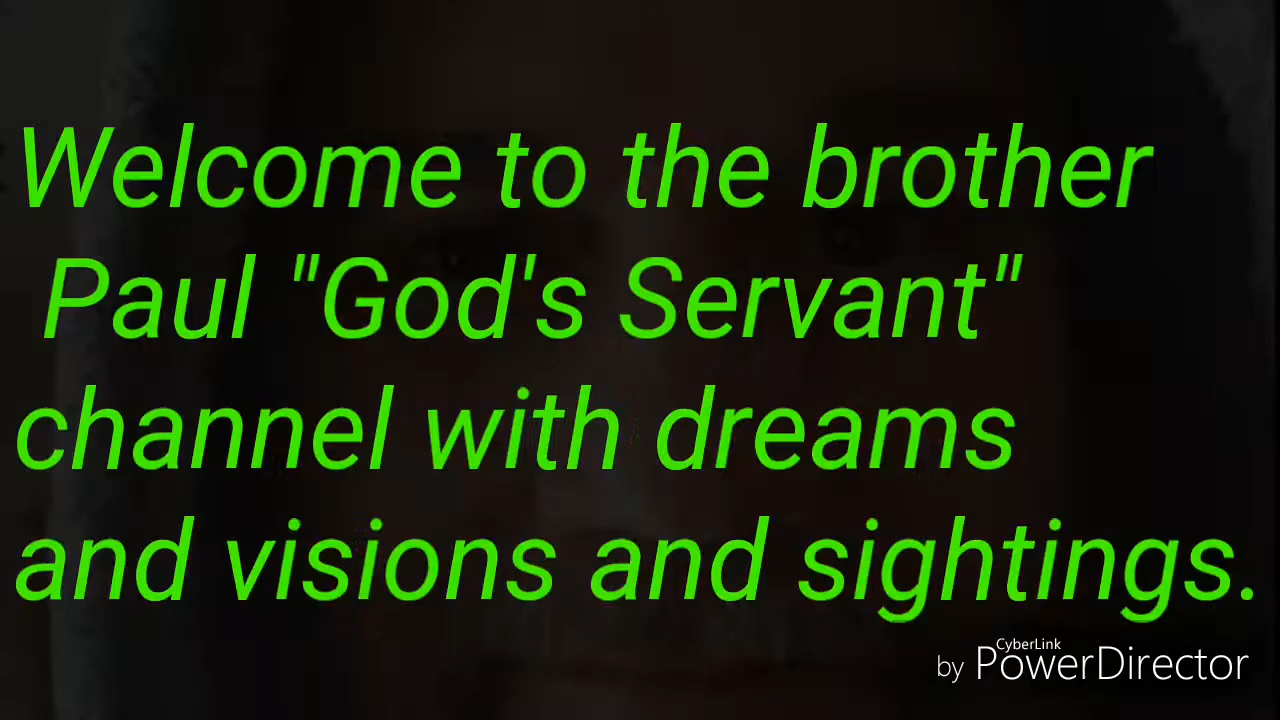 Welcome to the brother
Paul "God's Servant"
channel with dreams
and visions and sightings.
CyberLink
by PowerDirector